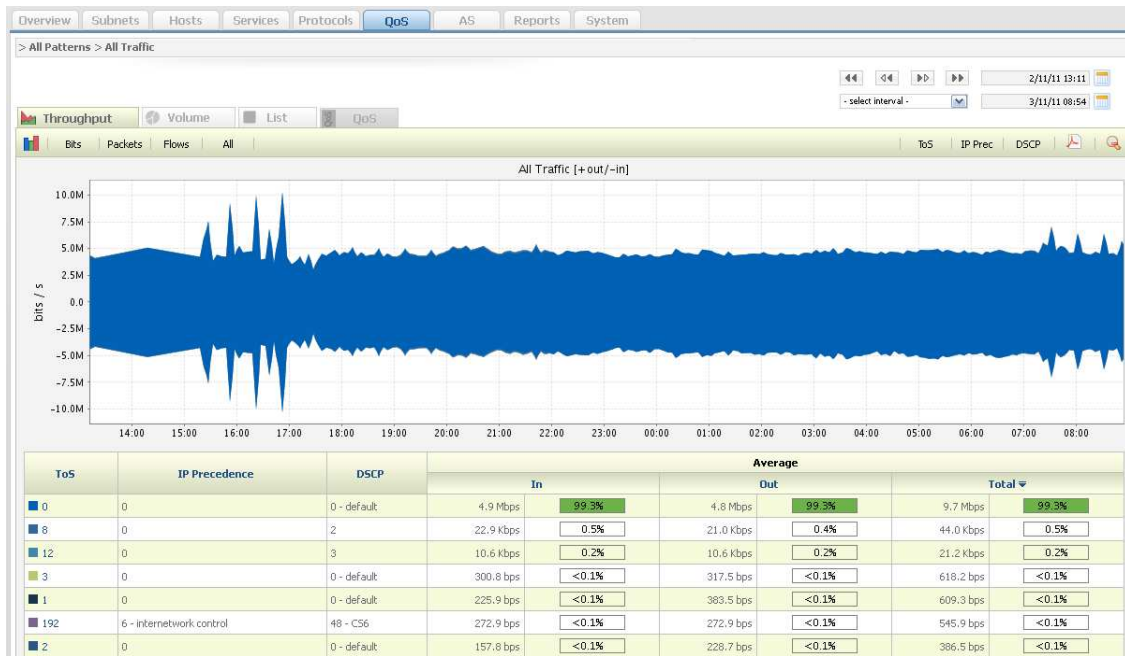 Overview Subnets Hosts Services Protocols QoS AS Reports System
> All Patterns > All Traffic
2/11/11 13:11
- select interval - 3/11/11 08:54
Throughput Volume List QoS
Bits Packets Flows All ToS IP Prec DSCP
All Traffic [+out/-in]
bits / s
10.0M
7.5M
5.0M
2.5M
0.0
-2.5M
-5.0M
-7.5M
-10.0M
14:00 15:00 16:00 17:00 18:00 19:00 20:00 21:00 22:00 23:00 00:00 01:00 02:00 03:00 04:00 05:00 06:00 07:00 08:00
ToS IP Precedence DSCP Average
In Out Total
0 0 0 - default 4.9 Mbps 99.3% 4.8 Mbps 99.3% 9.7 Mbps 99.3%
8 0 2 22.9 Kbps 0.5% 21.0 Kbps 0.4% 44.0 Kbps 0.5%
12 0 3 10.6 Kbps 0.2% 10.6 Kbps 0.2% 21.2 Kbps 0.2%
3 0 0 - default 300.8 bps <0.1% 317.5 bps <0.1% 618.2 bps <0.1%
1 0 0 - default 225.9 bps <0.1% 383.5 bps <0.1% 609.3 bps <0.1%
192 6 - internetwork control 48 - CS6 272.9 bps <0.1% 272.9 bps <0.1% 545.9 bps <0.1%
2 0 0 - default 157.8 bps <0.1% 228.7 bps <0.1% 386.5 bps <0.1%